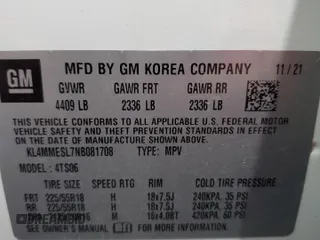 GM
MFD BY GM KOREA COMPANY 11/21
GVWR GAWR FRT GAWR RR
4409 LB 2336 LB 2336 LB
THIS VEHICLE CONFORMS TO ALL APPLICABLE U.S. FEDERAL MOTOR
VEHICLE SAFETY, BUMPER, AND THEFT PREVENTION STANDARDS
IN EFFECT ON THE DATE OF MANUFACTURE SHOWN ABOVE.
KL4MMESL7NB081708 TYPE: MPV
MODEL: 4TS06
TIRE SIZE SPEED RTG RIM COLD TIRE PRESSURE
FRT 225/55R18 H 18x7.5J 240KPA, 35 PSI
RR 225/55R18 H 18x7.5J 240KPA, 35 PSI
M 16x4.0BT 420KPA, 60 PSI
SEE OWNER'S MANUAL